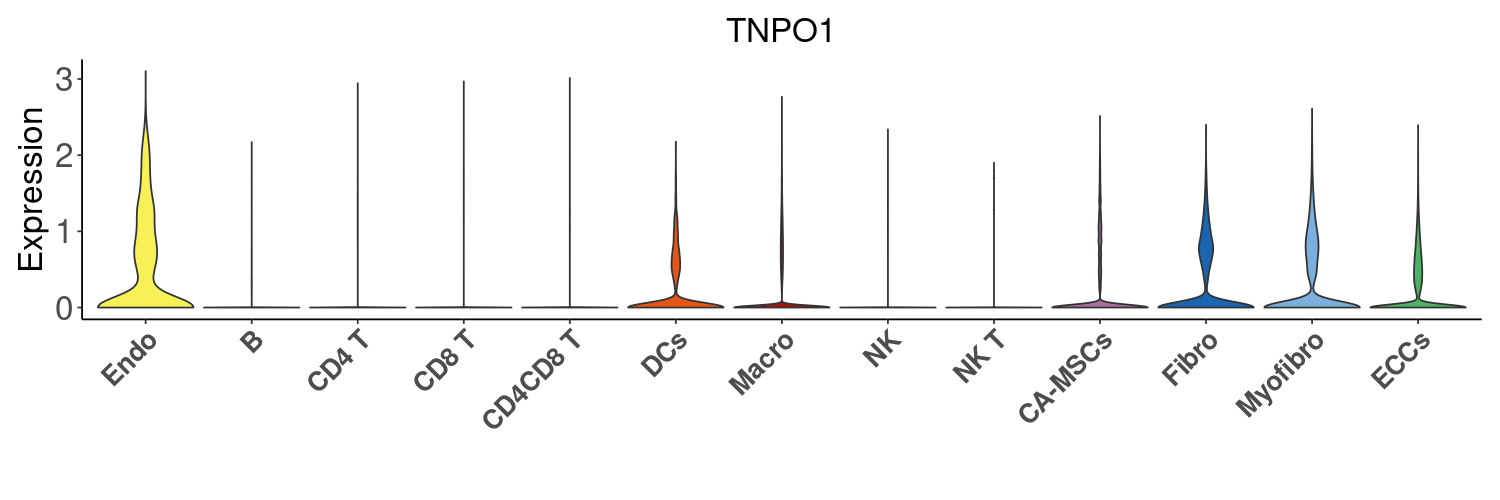 TNPO1
Expression
3
2
1
0
Endo
B
CD4 T
CD8 T
CD4CD8 T
DCs
Macro
NK
NK T
CA-MSCs
Fibro
Myofibro
ECCs